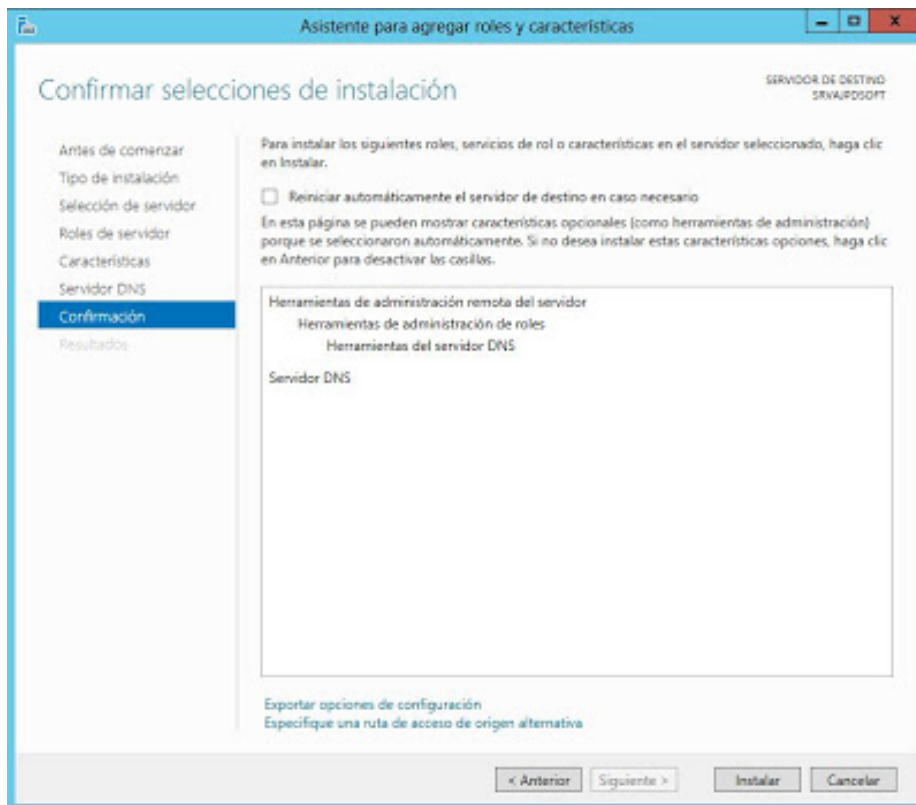 Asistente para agregar roles y características
Confirmar selecciones de instalación
SERVIDOR DE DESTINO
SRVAJPDSOFT
Antes de comenzar
Tipo de instalación
Selección de servidor
Roles de servidor
Características
Servidor DNS
Confirmación
Resultados
Para instalar los siguientes roles, servicios de rol o características en el servidor seleccionado, haga clic
en Instalar.
Reiniciar automáticamente el servidor de destino en caso necesario
En esta página se pueden mostrar características opcionales (como herramientas de administración)
porque se seleccionaron automáticamente. Si no desea instalar estas características opciones, haga clic
en Anterior para desactivar las casillas.
Herramientas de administración remota del servidor
Herramientas de administración de roles
Herramientas del servidor DNS
Servidor DNS
Exportar opciones de configuración
Especifique una ruta de acceso de origen alternativa
< Anterior
Siguiente >
Instalar
Cancelar